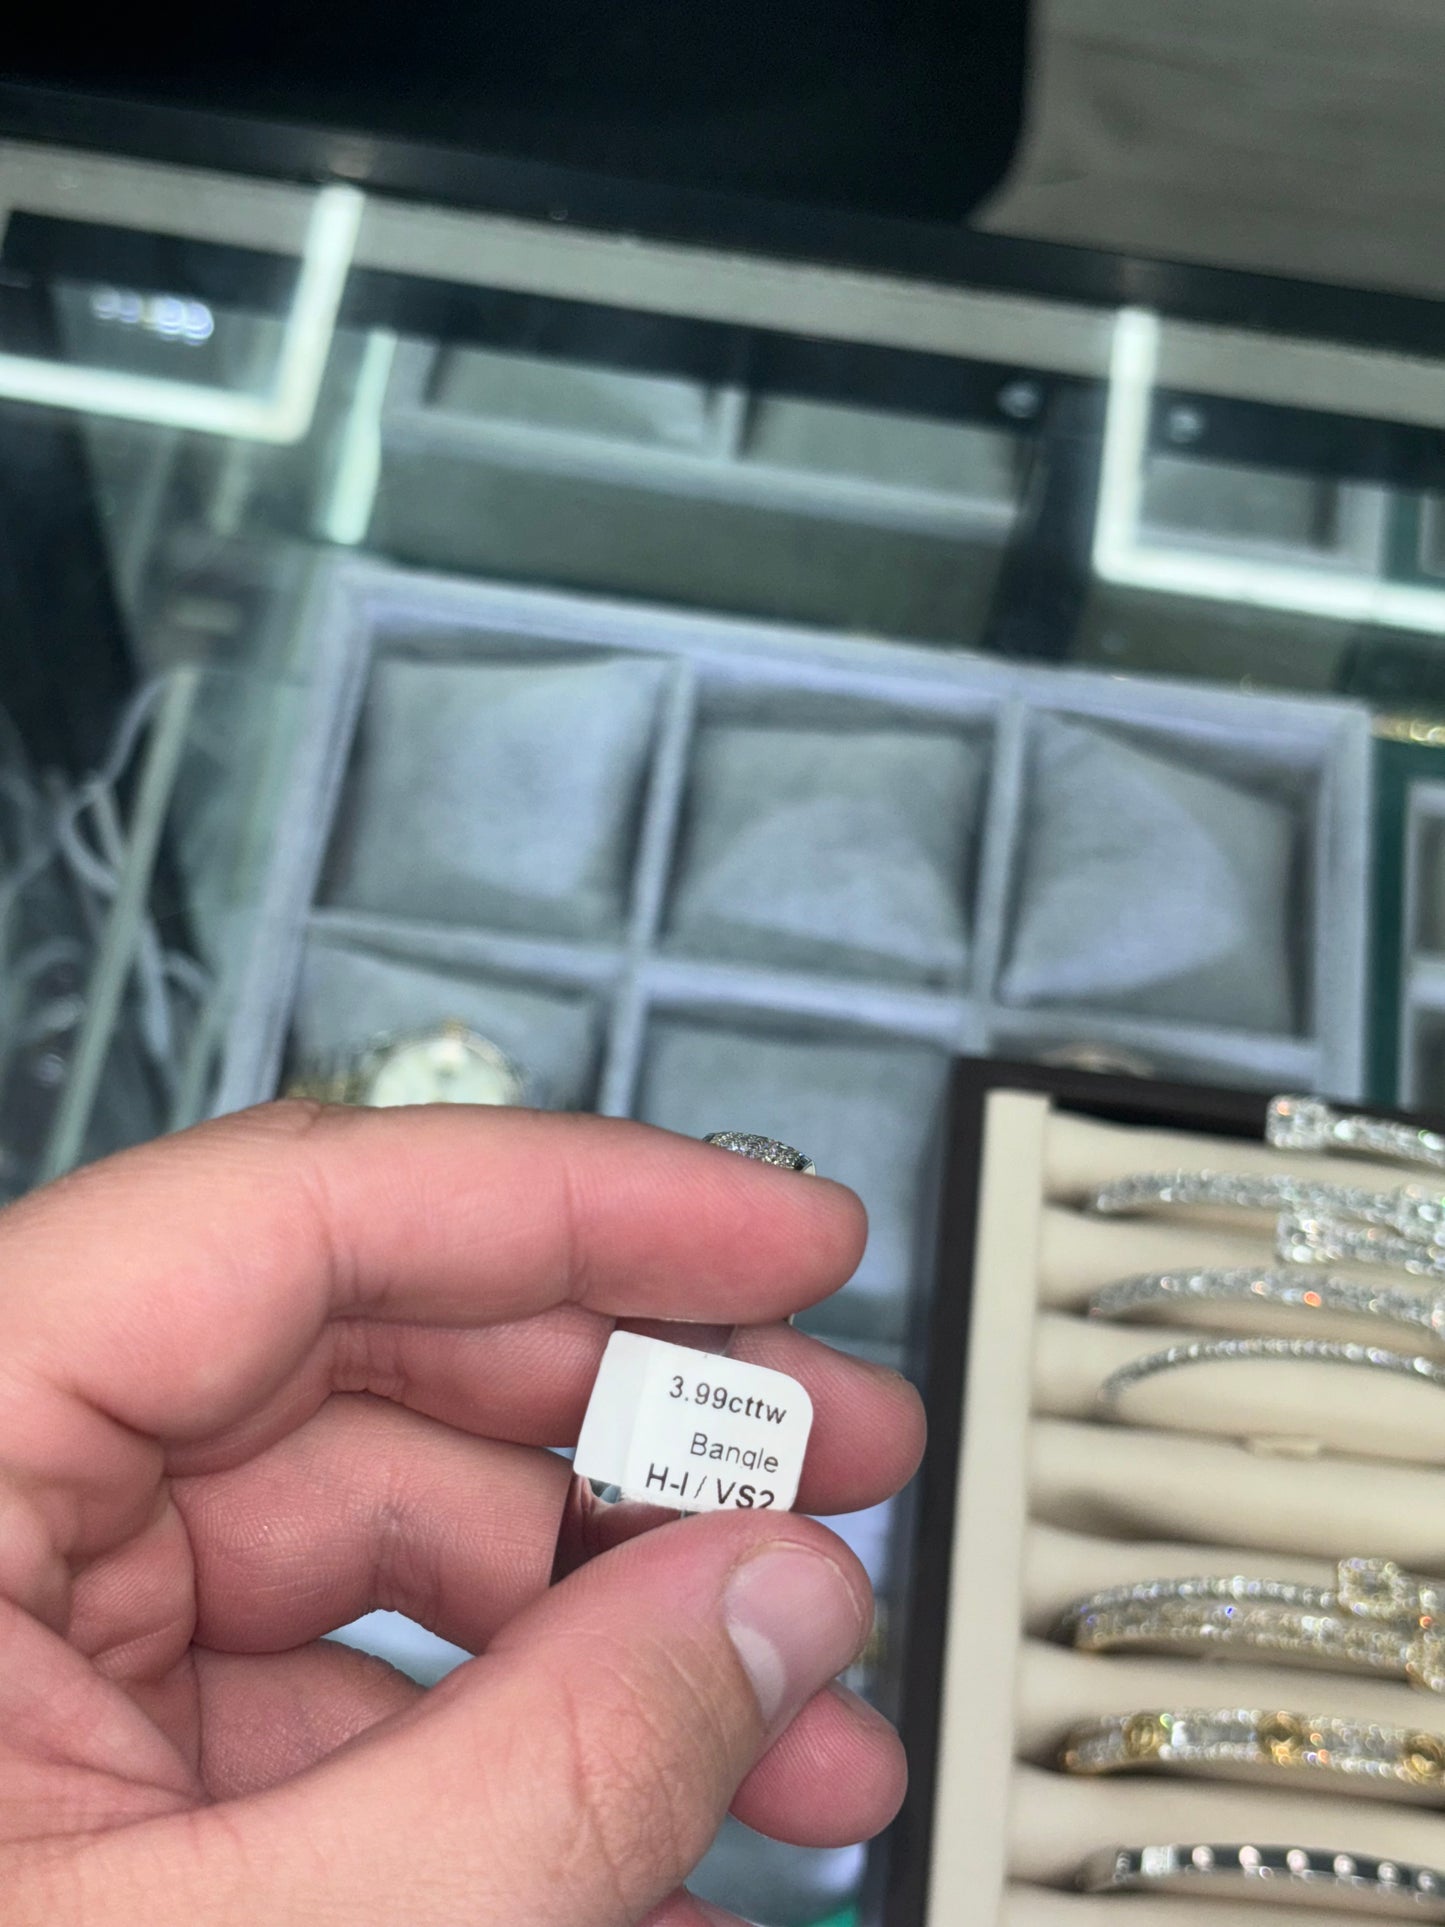 3.99cttw
Bangle
H-I / VS2